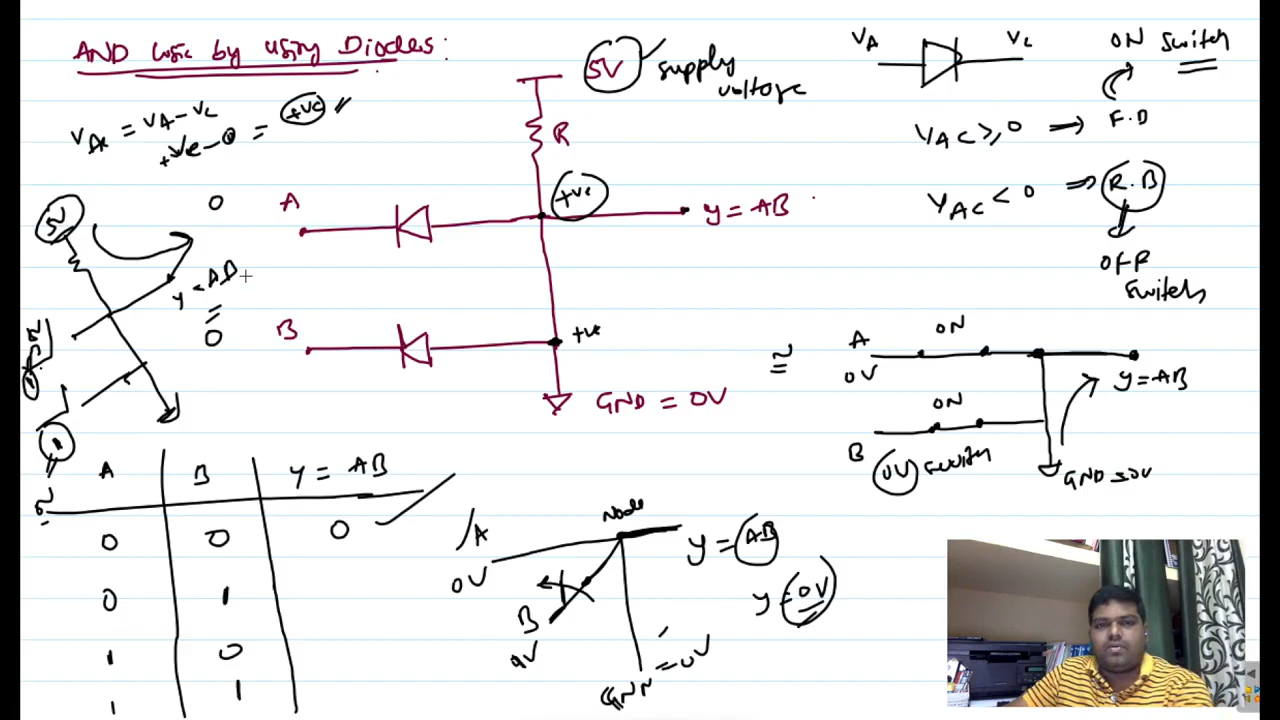 AND Logic by using Diodes:
5V
supply
voltage
VA
VC
ON switch
VAC = VA - VC
+ve - 0 = +ve
R
VAC ≥ 0 ⇒ F.B
VAC < 0 ⇒ R.B
OFF
switch
5V
0
A
+ve
y = AB
y = AB
0
B
+ve
GND = 0V
≅
A
ON
0V
y = AB
B
ON
0V switch
GND = 0V
1
A B Y = AB
0 0 0
0 1
1 0
1 1
A
Node
0V
y = AB
y = 0V
B
GND = 0V